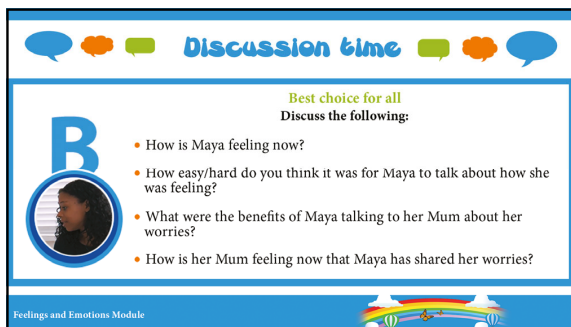 Discussion time
Best choice for all
Discuss the following:
B
• How is Maya feeling now?
• How easy/hard do you think it was for Maya to talk about how she
was feeling?
• What were the benefits of Maya talking to her Mum about her
worries?
• How is her Mum feeling now that Maya has shared her worries?
Feelings and Emotions Module